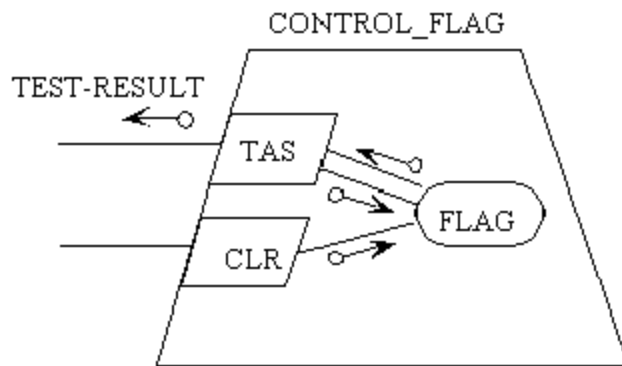 CONTROL_FLAG
TEST-RESULT
TAS
FLAG
CLR